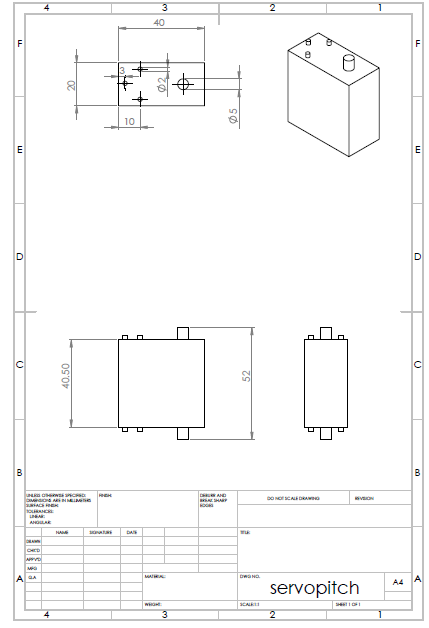 4 3 2 1
F F
40
20
3
Ø2
Ø5
10
E E
D D
C C
40.50
52
B B
UNLESS OTHERWISE SPECIFIED:
DIMENSIONS ARE IN MILLIMETERS
SURFACE FINISH:
TOLERANCES:
LINEAR:
ANGULAR:
FINISH:
DEBURR AND
BREAK SHARP
EDGES
DO NOT SCALE DRAWING
REVISION
NAME SIGNATURE DATE
TITLE:
DRAWN
CHK'D
APPV'D
MFG
Q.A
MATERIAL:
DWG NO.
A A
servopitch
A4
WEIGHT:
SCALE:1:1
SHEET 1 OF 1
4 3 2 1